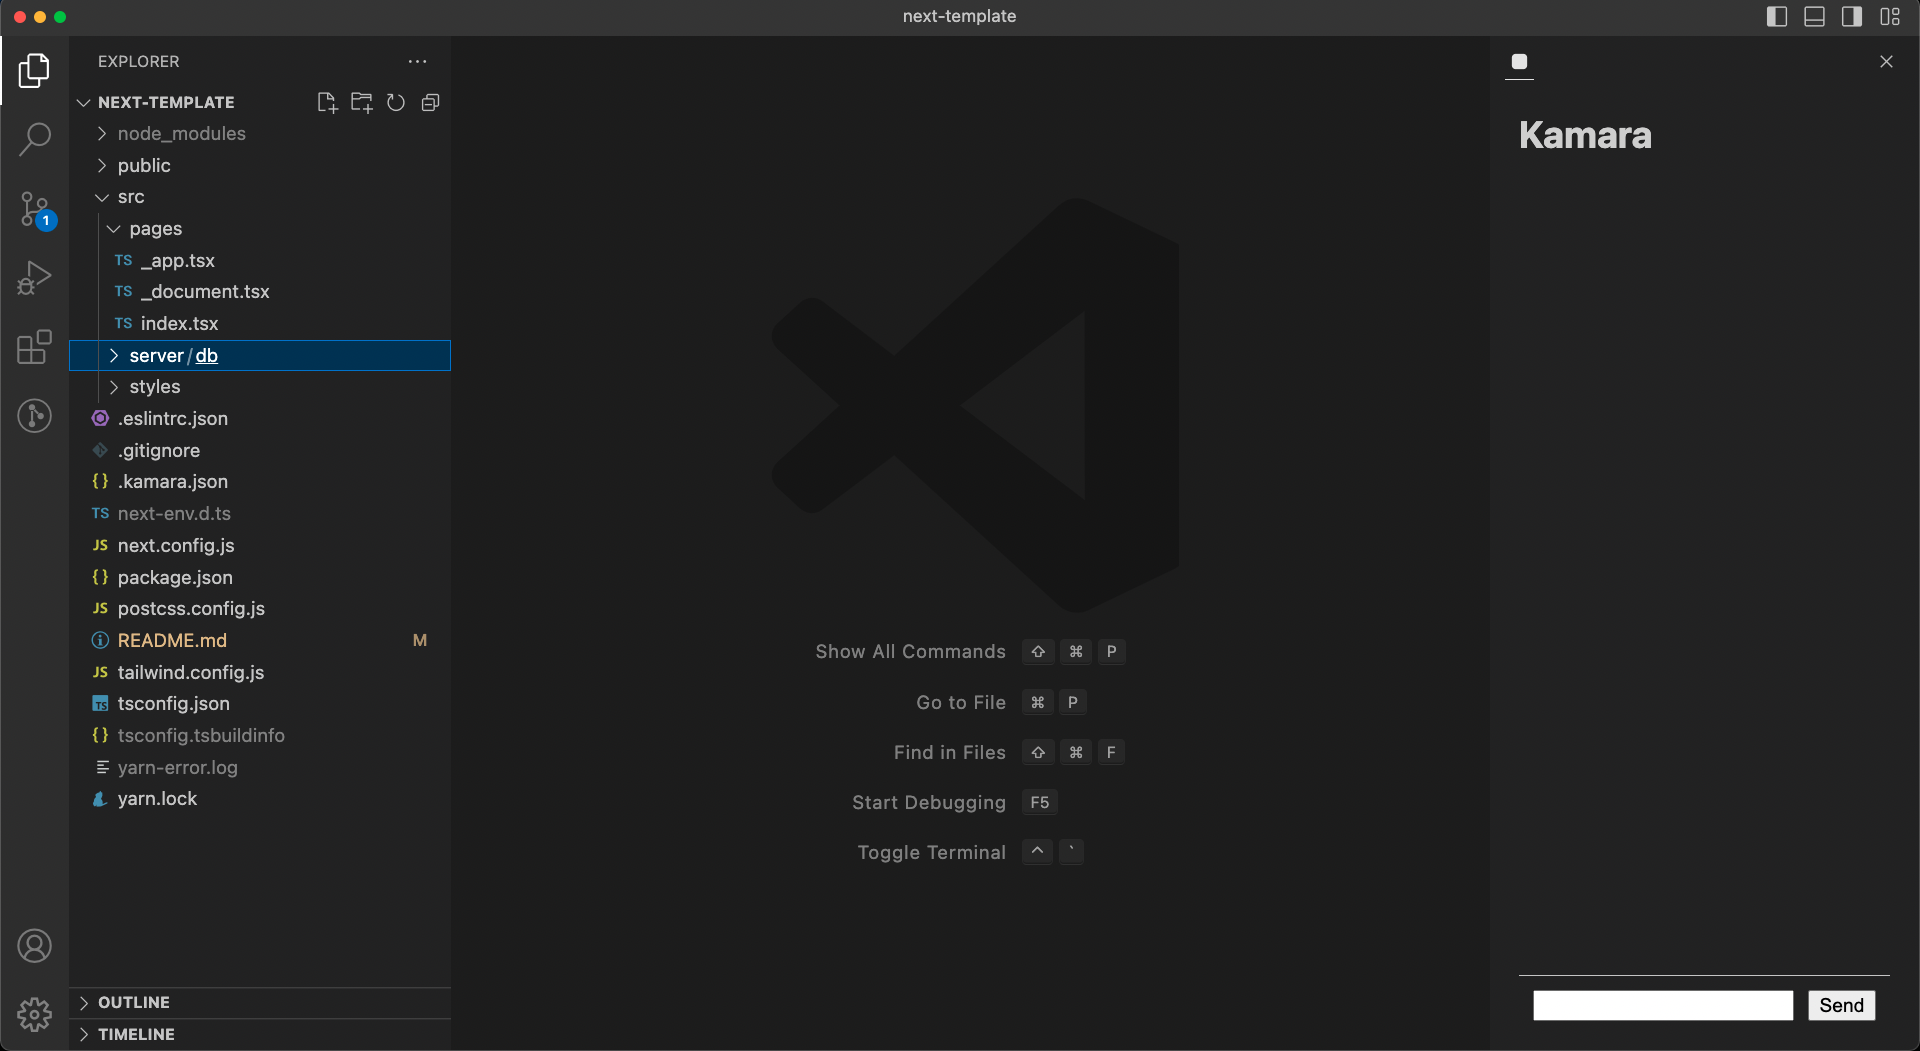 next-template
EXPLORER
NEXT-TEMPLATE
node_modules
public
src
pages
TS _app.tsx
TS _document.tsx
TS index.tsx
server/db
styles
.eslintrc.json
.gitignore
{} .kamara.json
TS next-env.d.ts
JS next.config.js
{} package.json
JS postcss.config.js
README.md M
JS tailwind.config.js
TS tsconfig.json
{} tsconfig.tsbuildinfo
yarn-error.log
yarn.lock
OUTLINE
TIMELINE
1
Show All Commands ⇧ ⌘ P
Go to File ⌘ P
Find in Files ⇧ ⌘ F
Start Debugging F5
Toggle Terminal ^ `
Kamara
Send